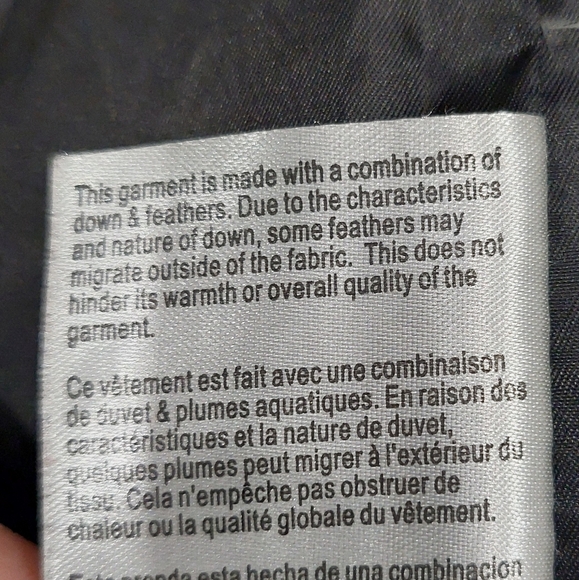 This garment is made with a combination of
down & feathers. Due to the characteristics
and nature of down, some feathers may
migrate outside of the fabric. This does not
hinder its warmth or overall quality of the
garment.
Ce vêtement est fait avec une combinaison
de duvet & plumes aquatiques. En raison des
caractéristiques et la nature de duvet,
quelques plumes peut migrer à l'extérieur du
tissu. Cela n'empêche pas obstruer de
chaleur ou la qualité globale du vêtement.
Esta prenda esta hecha de una combinacion